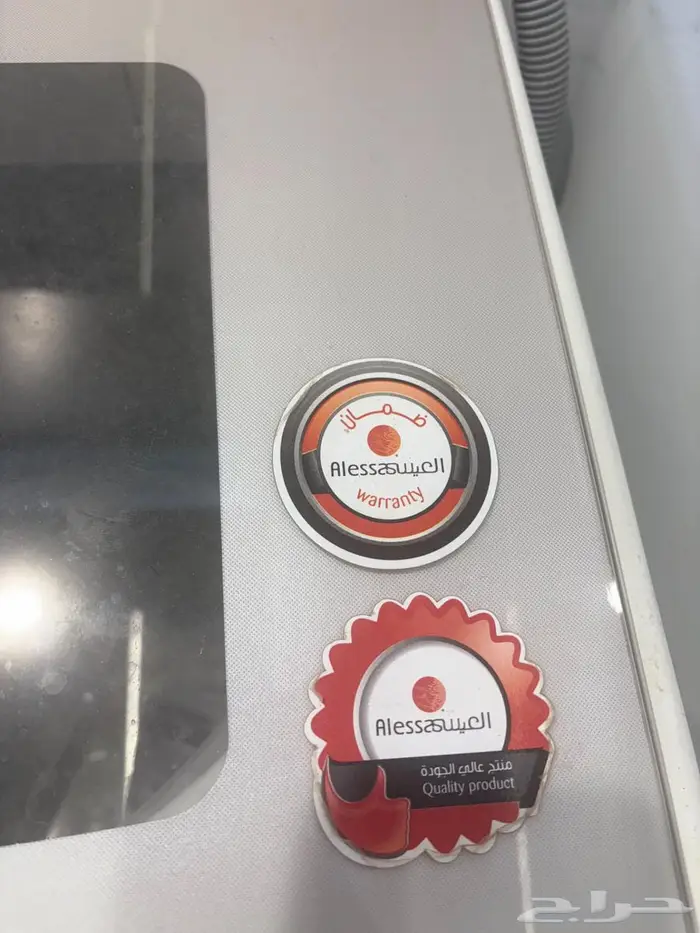 ضمان
Alessa العيسى
warranty
Alessa العيسى
منتج عالي الجودة
Quality product
حراج